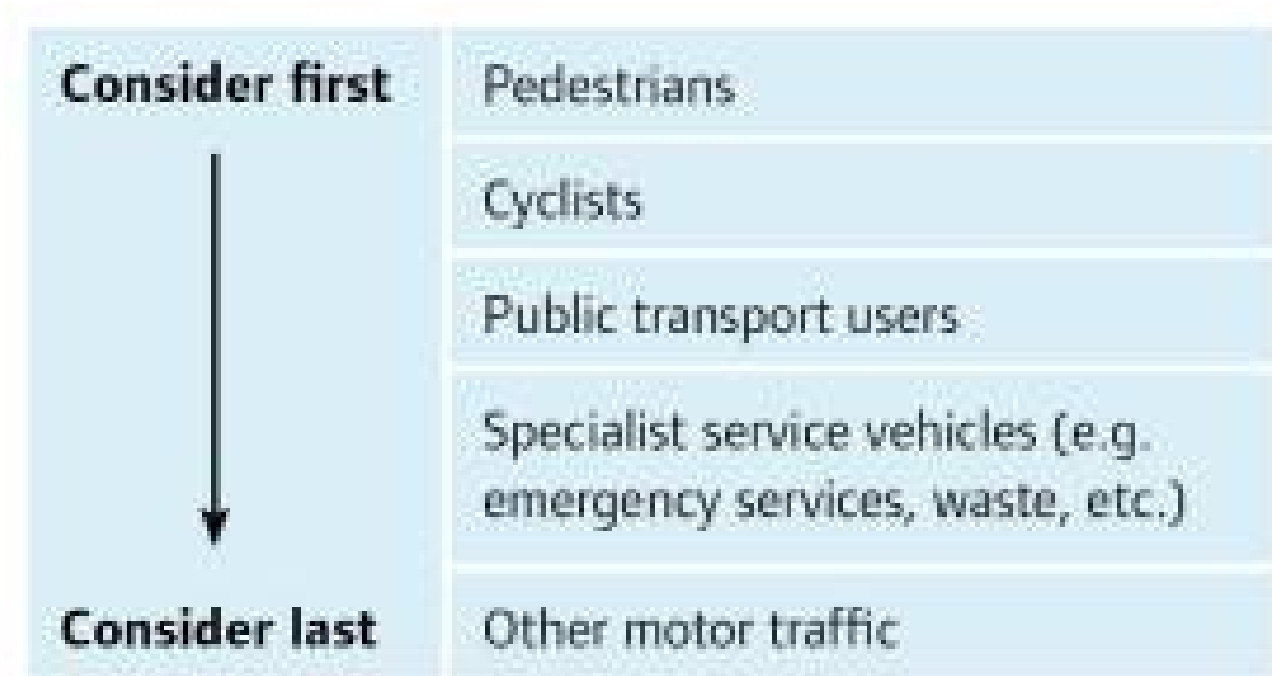 Consider first
Pedestrians
Cyclists
Public transport users
Specialist service vehicles (e.g.
emergency services, waste, etc.)
Consider last
Other motor traffic